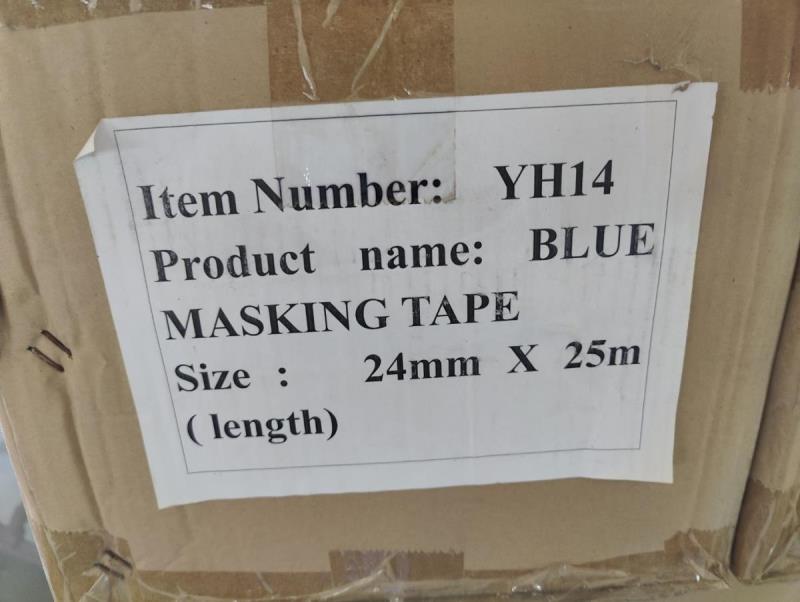 Item Number: YH14
Product name: BLUE
MASKING TAPE
Size : 24mm X 25m
( length)